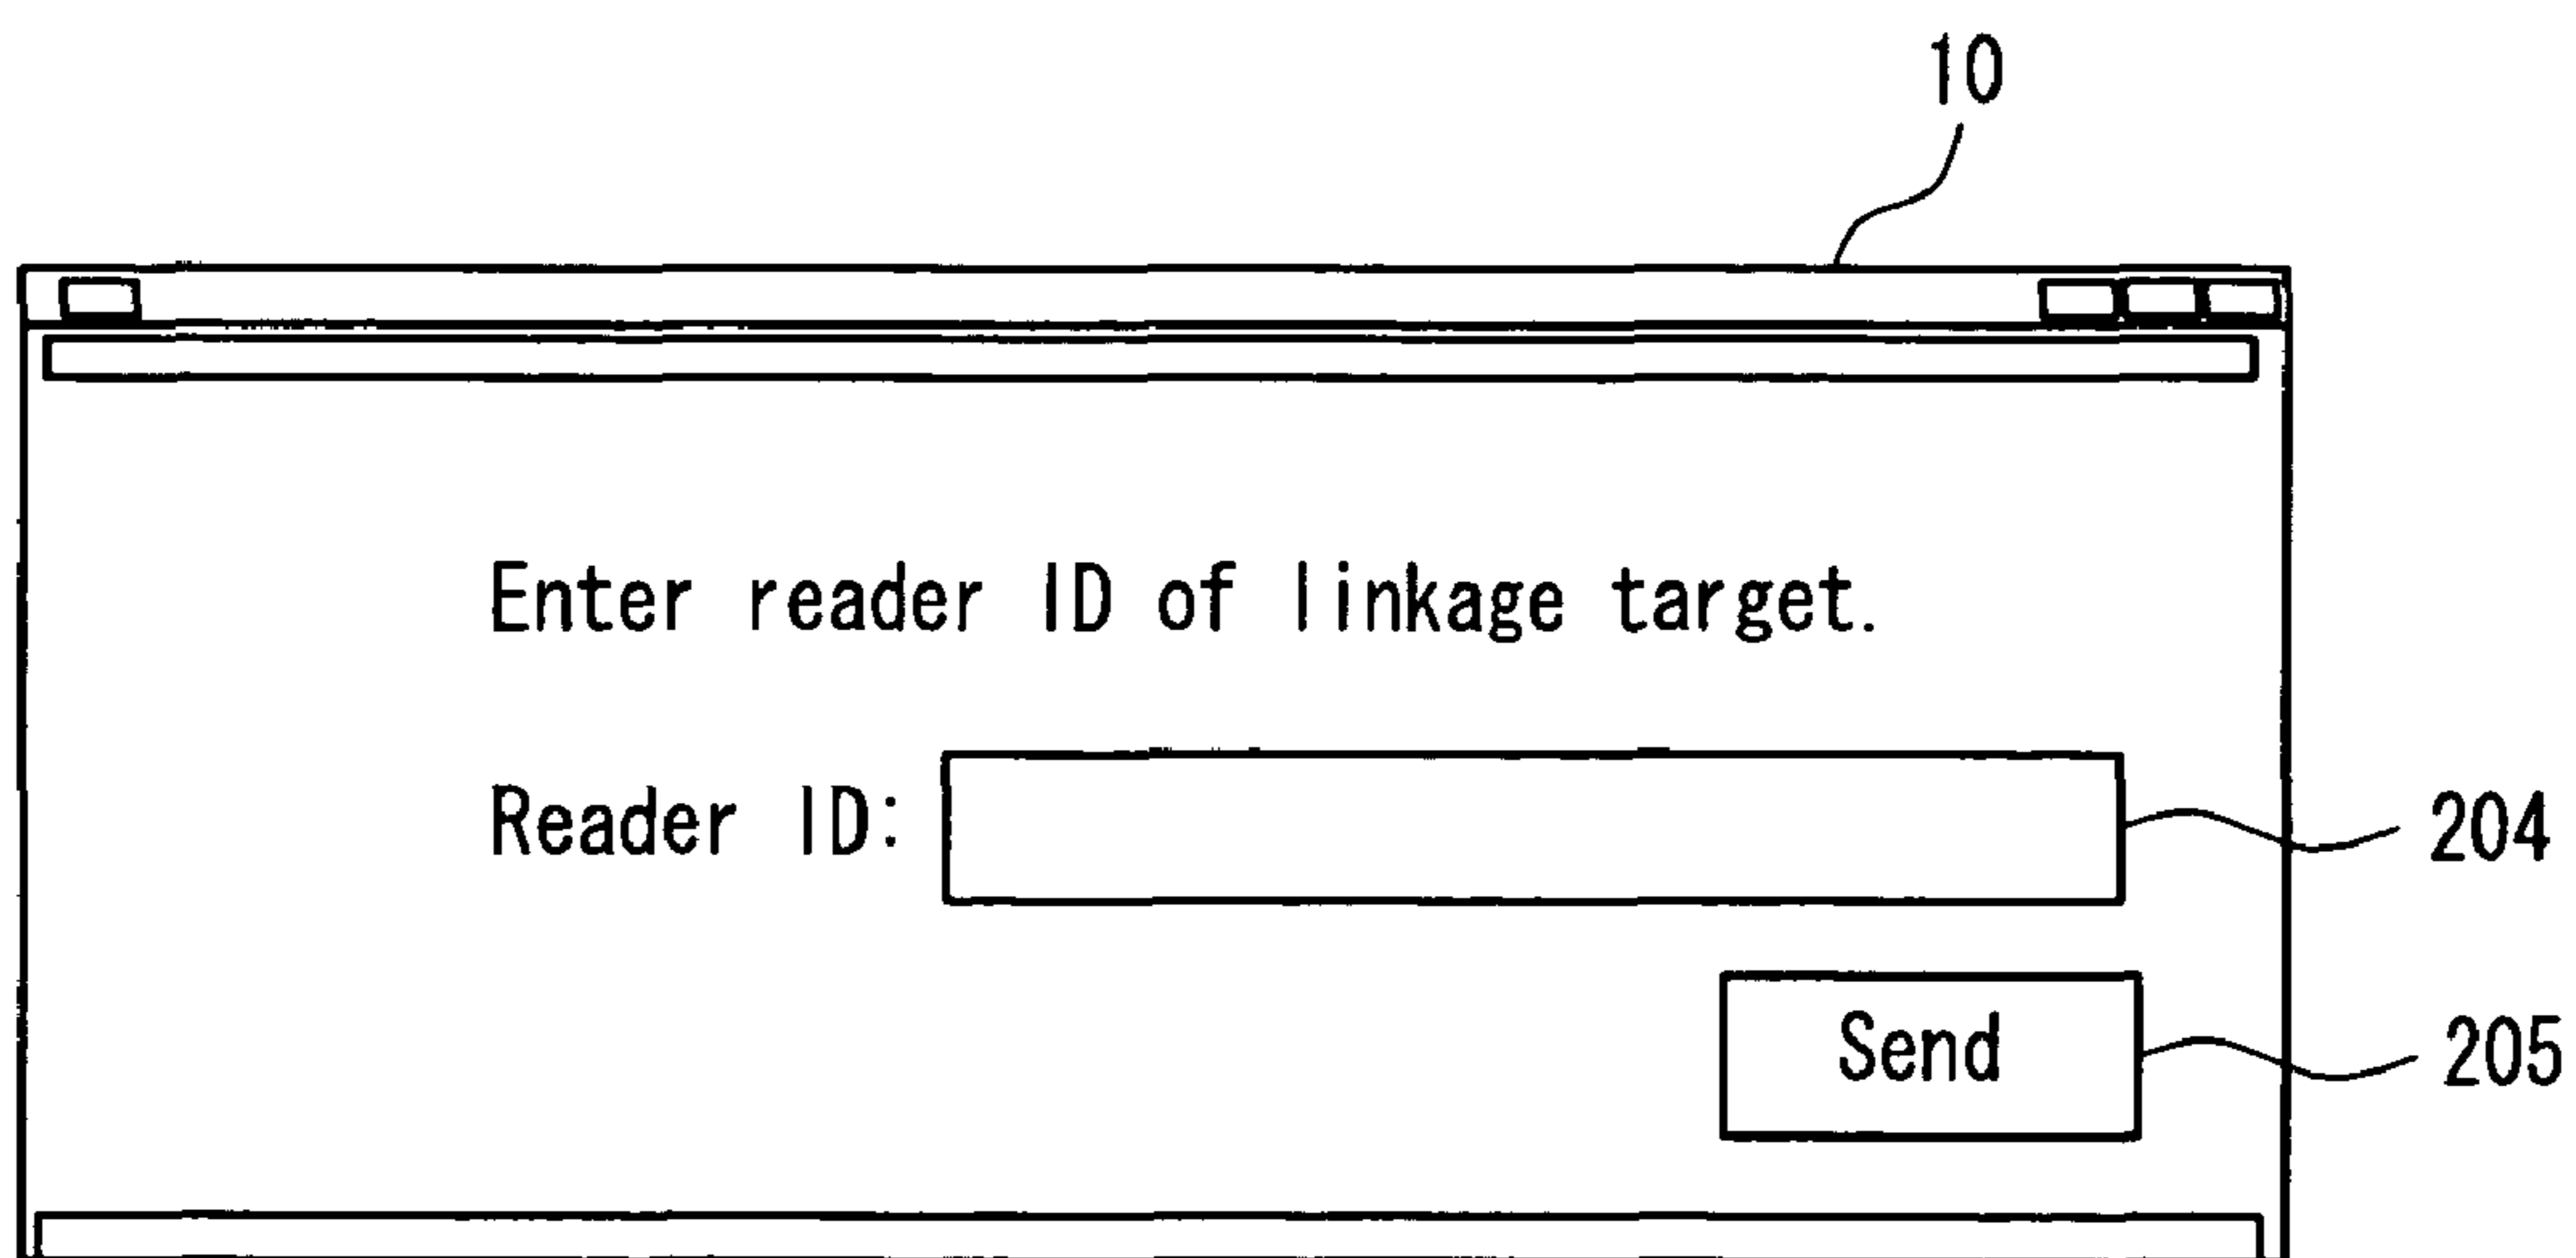 10
Enter reader ID of linkage target.
Reader ID:
204
Send
205